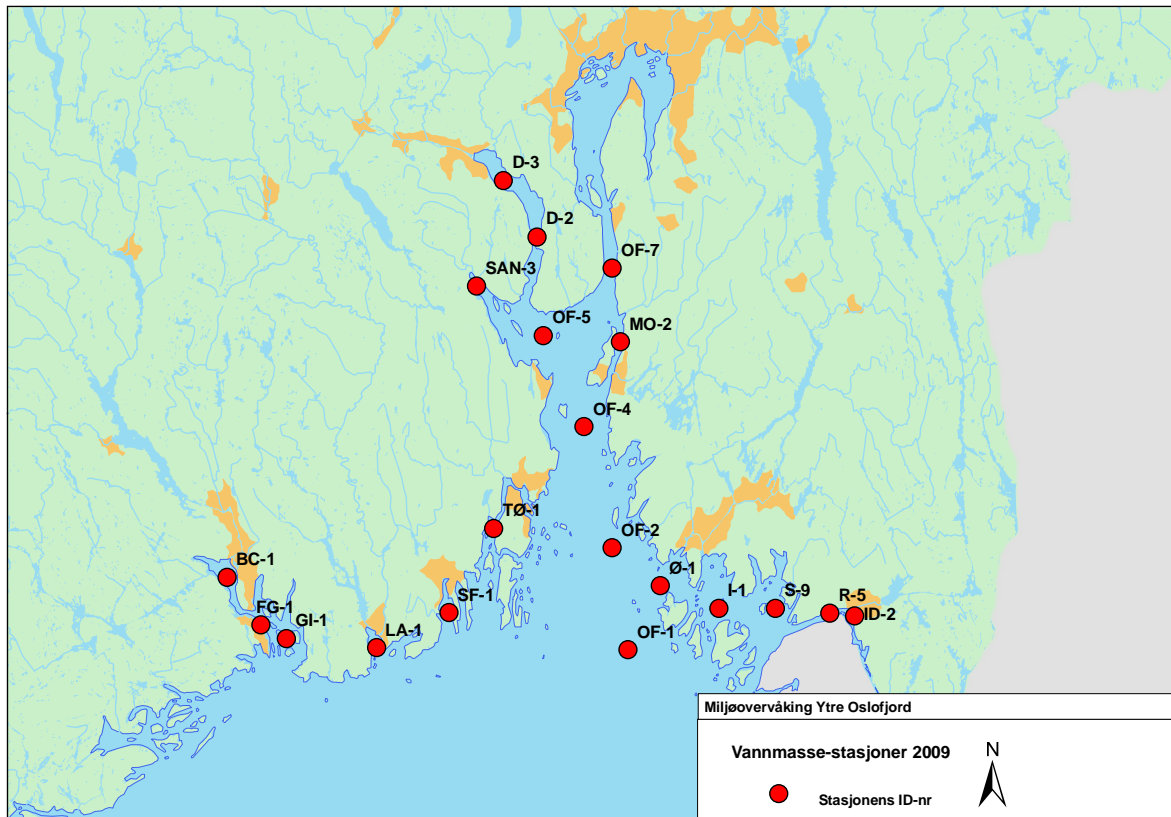 D-3
D-2
OF-7
SAN-3
OF-5
MO-2
OF-4
TØ-1
OF-2
BC-1
Ø-1
FG-1
GI-1
SF-1
I-1
S-9
R-5
ID-2
LA-1
OF-1
Miljøovervåking Ytre Oslofjord
Vannmasse-stasjoner 2009
N
Stasjonens ID-nr